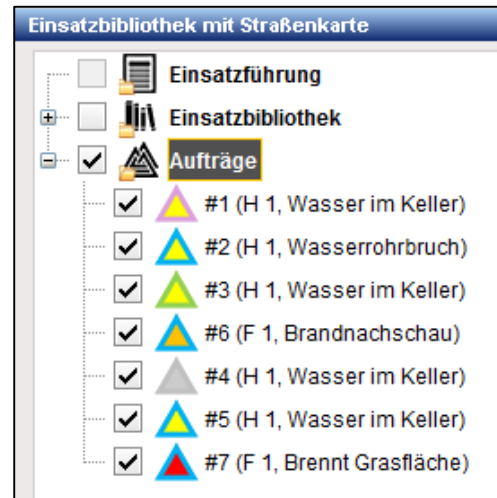 Einsatzbibliothek mit Straßenkarte
Einsatzführung
Einsatzbibliothek
Aufträge
#1 (H 1, Wasser im Keller)
#2 (H 1, Wasserrohrbruch)
#3 (H 1, Wasser im Keller)
#6 (F 1, Brandnachschau)
#4 (H 1, Wasser im Keller)
#5 (H 1, Wasser im Keller)
#7 (F 1, Brennt Grasfläche)